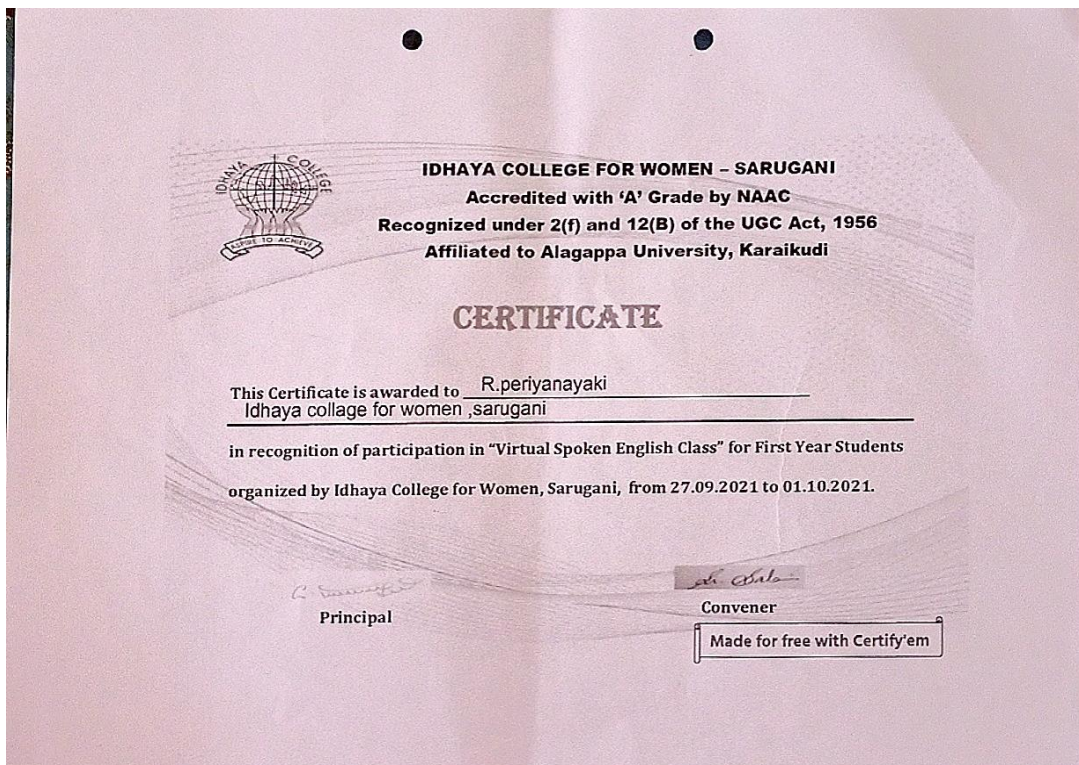 IDHAYA COLLEGE
ASPIRE TO ACHIEVE
IDHAYA COLLEGE FOR WOMEN – SARUGANI
Accredited with ‘A’ Grade by NAAC
Recognized under 2(f) and 12(B) of the UGC Act, 1956
Affiliated to Alagappa University, Karaikudi
CERTIFICATE
This Certificate is awarded to R.periyanayaki
Idhaya collage for women ,sarugani
in recognition of participation in “Virtual Spoken English Class” for First Year Students
organized by Idhaya College for Women, Sarugani, from 27.09.2021 to 01.10.2021.
Principal
Convener
Made for free with Certify'em